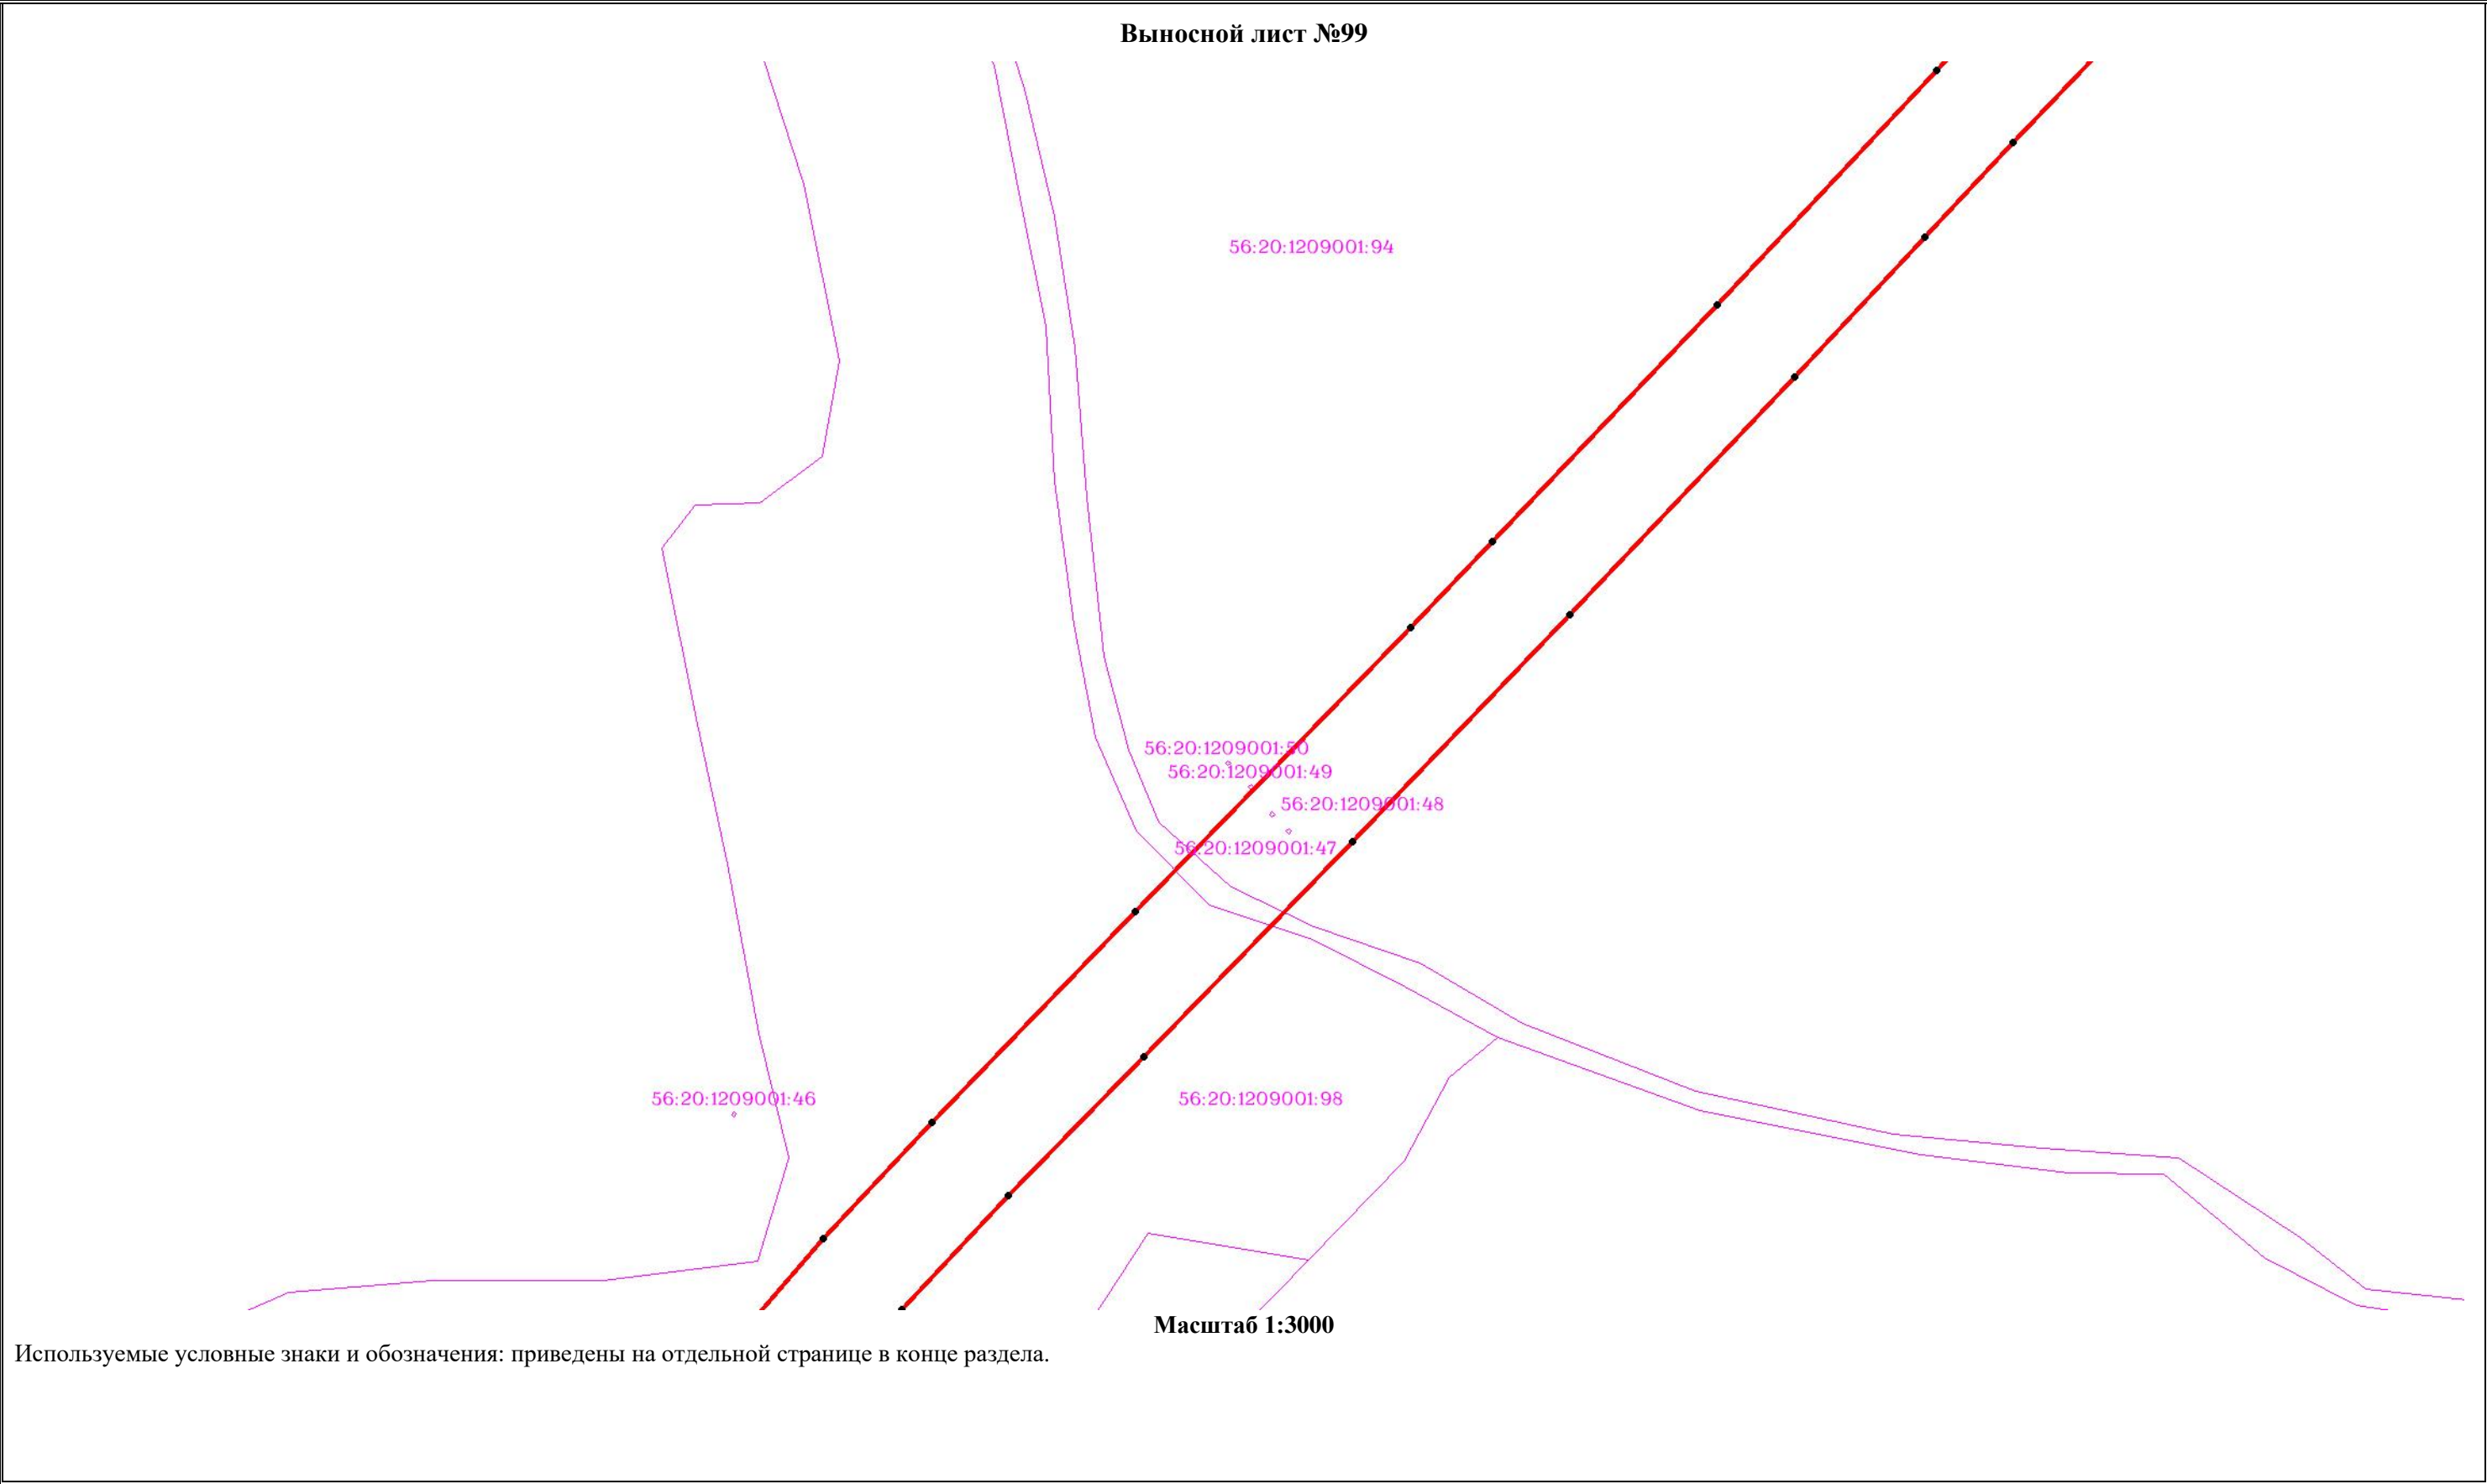 Выносной лист №99
56:20:1209001:94
56:20:1209001:50
56:20:1209001:49
56:20:1209001:48
56:20:1209001:47
56:20:1209001:46
56:20:1209001:98
Масштаб 1:3000
Используемые условные знаки и обозначения: приведены на отдельной странице в конце раздела.